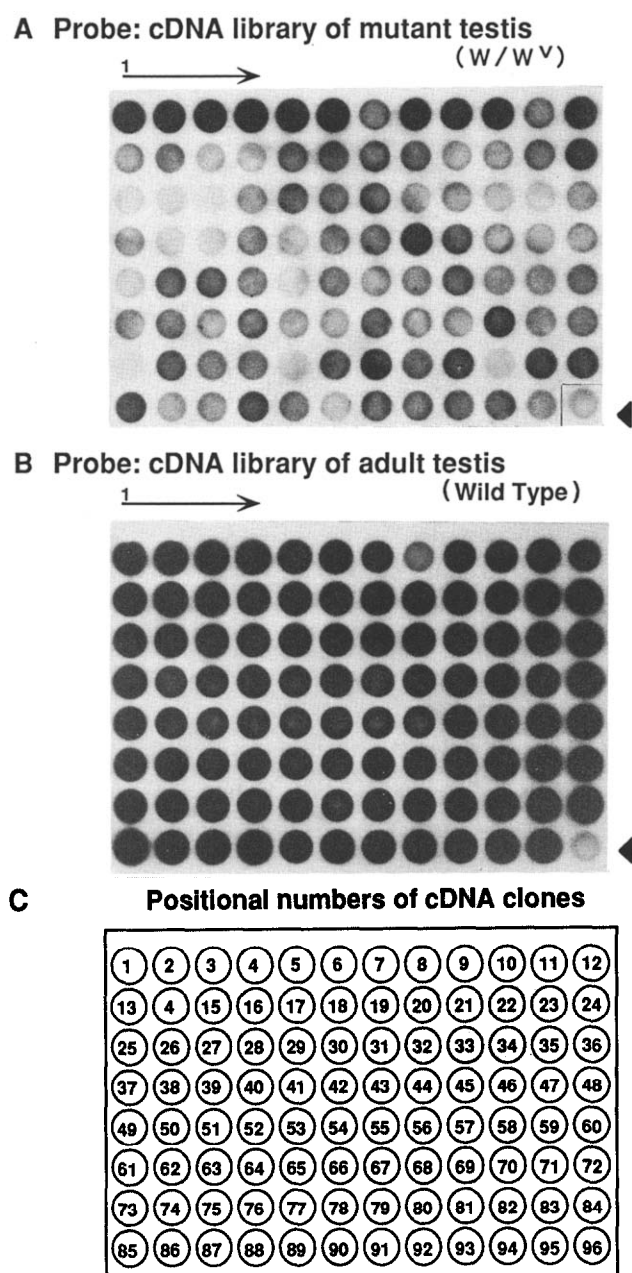 A Probe: cDNA library of mutant testis
(W/Wᵛ)
1
B Probe: cDNA library of adult testis
1 (Wild Type)
C Positional numbers of cDNA clones
1 2 3 4 5 6 7 8 9 10 11 12
13 4 15 16 17 18 19 20 21 22 23 24
25 26 27 28 29 30 31 32 33 34 35 36
37 38 39 40 41 42 43 44 45 46 47 48
49 50 51 52 53 54 55 56 57 58 59 60
61 62 63 64 65 66 67 68 69 70 71 72
73 74 75 76 77 78 79 80 81 82 83 84
85 86 87 88 89 90 91 92 93 94 95 96